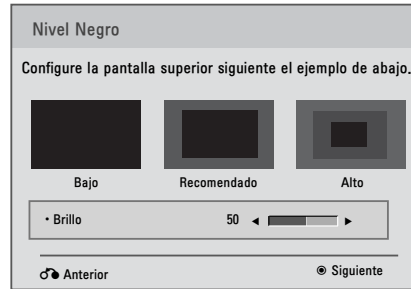 Nivel Negro
Configure la pantalla superior siguiente el ejemplo de abajo.
Bajo Recomendado Alto
• Brillo 50 ◄ ►
Anterior ◉ Siguiente